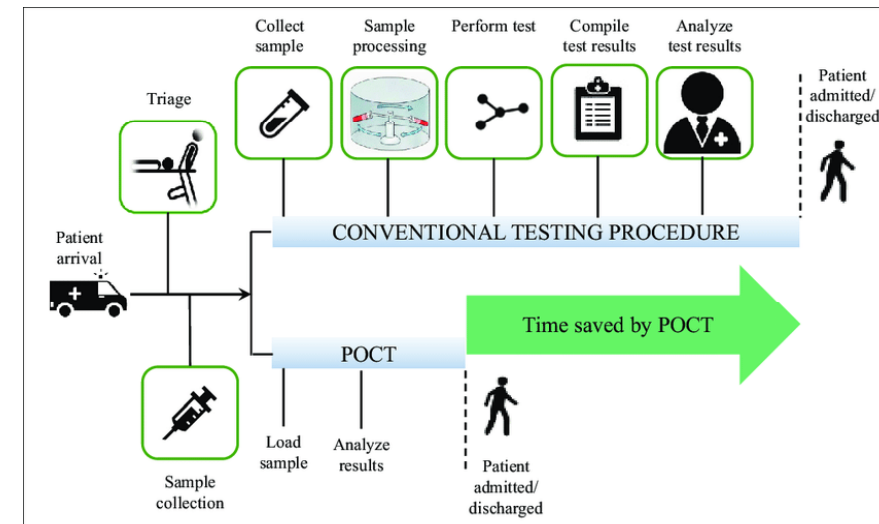 Collect
sample
Sample
processing
Perform test
Compile
test results
Analyze
test results
Patient
admitted/
discharged
Triage
CONVENTIONAL TESTING PROCEDURE
Patient
arrival
Time saved by POCT
POCT
Load
sample
Analyze
results
Patient
admitted/
discharged
Sample
collection